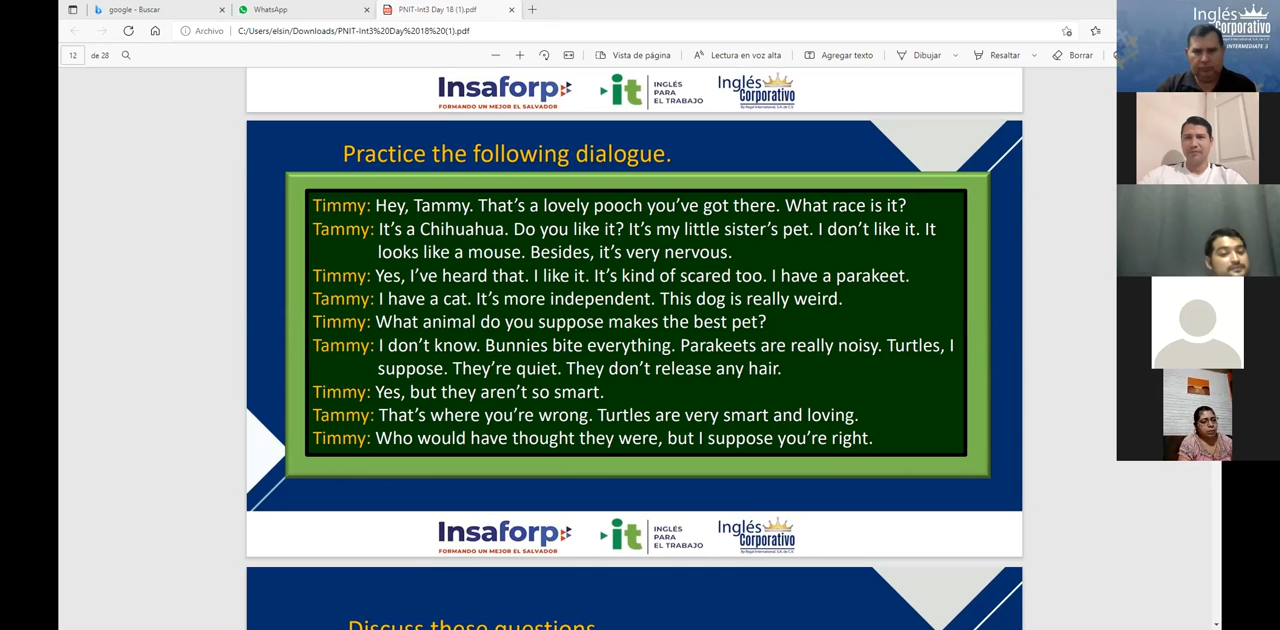 google - Buscar
WhatsApp
PNIT-Int3 Day 18 (1).pdf
Archivo
C:/Users/elsin/Downloads/PNIT-Int3%20Day%2018%20(1).pdf
12 de 28
Vista de página
Lectura en voz alta
Agregar texto
Dibujar
Resaltar
Borrar
Insaforp
FORMANDO UN MEJOR EL SALVADOR
it INGLÉS PARA EL TRABAJO
Inglés Corporativo
Practice the following dialogue.
Timmy: Hey, Tammy. That's a lovely pooch you've got there. What race is it?
Tammy: It's a Chihuahua. Do you like it? It's my little sister's pet. I don't like it. It
looks like a mouse. Besides, it's very nervous.
Timmy: Yes, I've heard that. I like it. It's kind of scared too. I have a parakeet.
Tammy: I have a cat. It's more independent. This dog is really weird.
Timmy: What animal do you suppose makes the best pet?
Tammy: I don't know. Bunnies bite everything. Parakeets are really noisy. Turtles, I
suppose. They're quiet. They don't release any hair.
Timmy: Yes, but they aren't so smart.
Tammy: That's where you're wrong. Turtles are very smart and loving.
Timmy: Who would have thought they were, but I suppose you're right.
Insaforp
FORMANDO UN MEJOR EL SALVADOR
it INGLÉS PARA EL TRABAJO
Inglés Corporativo
Discuss these questions
Inglés
Corporativo
INTERMEDIATE 3